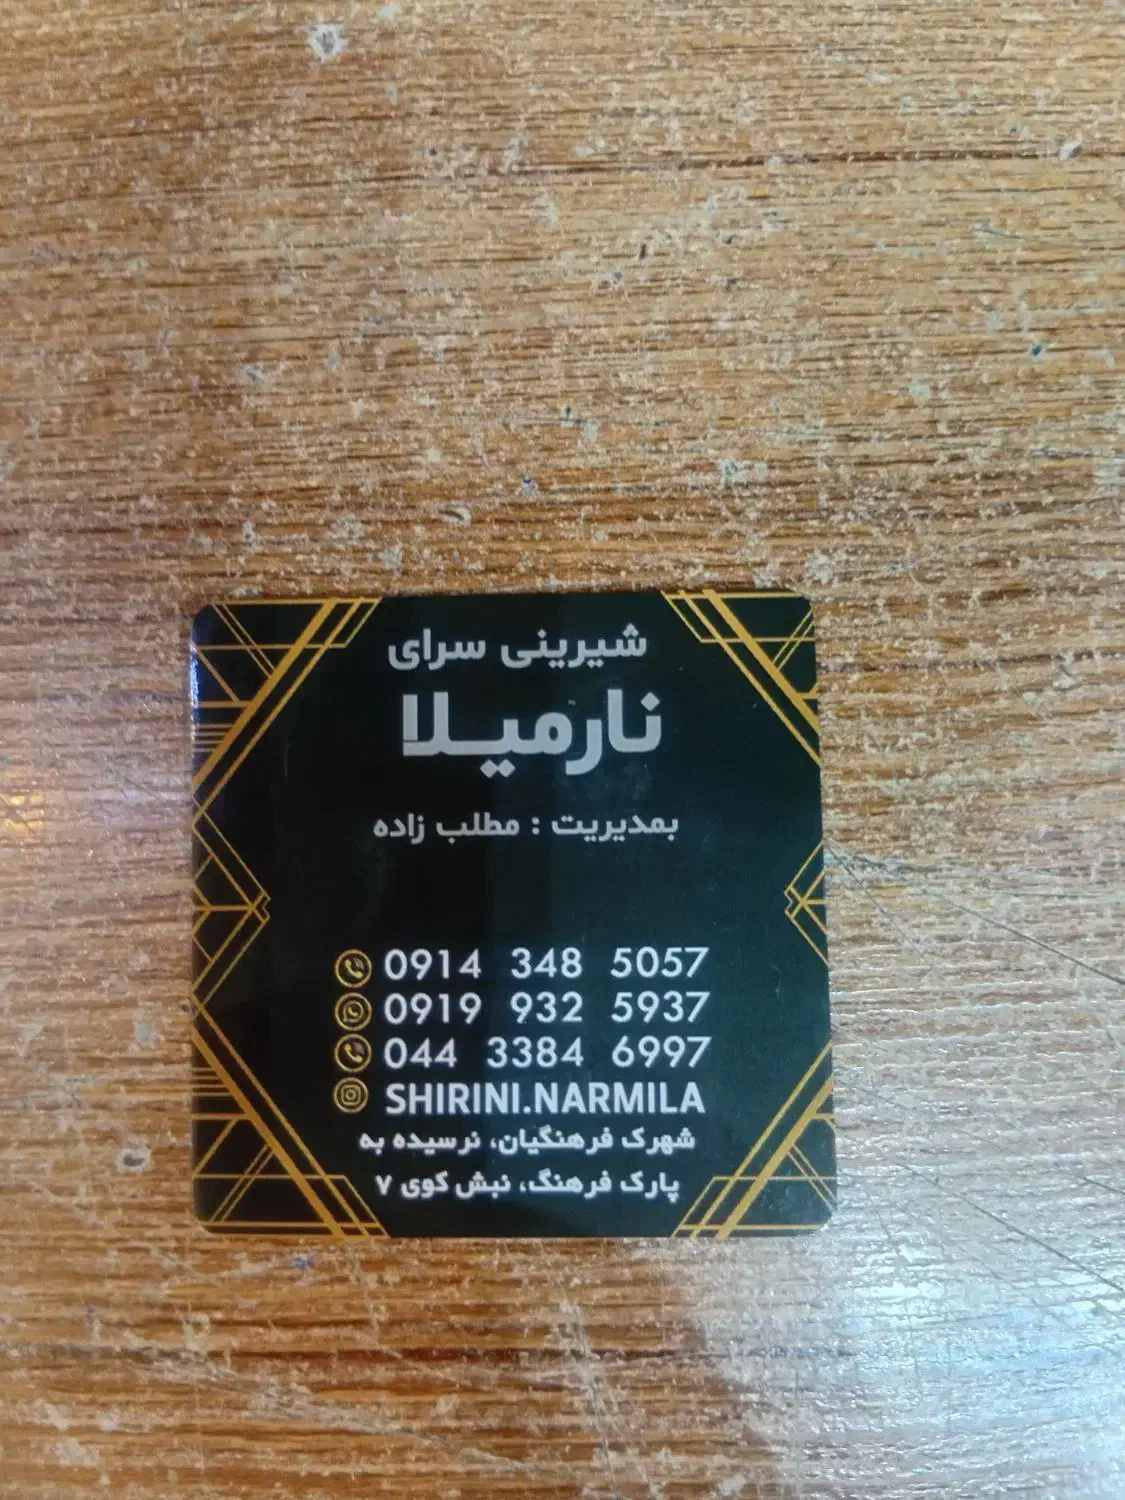 شیرینی سرای
نارمیلا
بمدیریت : مطلب زاده
0914 348 5057
0919 932 5937
044 3384 6997
SHIRINI.NARMILA
شهرک فرهنگیان، نرسیده به
پارک فرهنگ، نبش کوی ۷